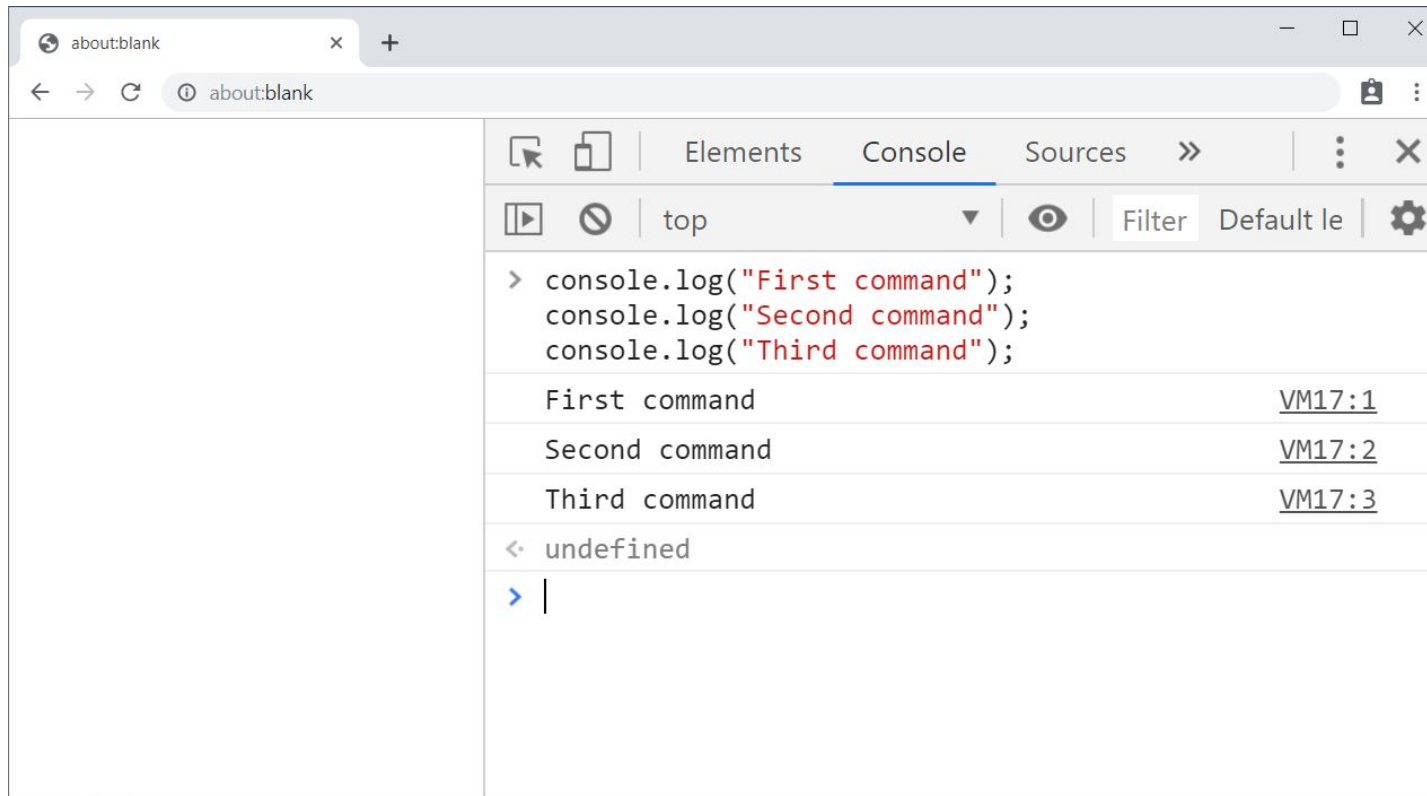 about:blank
about:blank
Elements Console Sources
top Filter Default le
> console.log("First command");
console.log("Second command");
console.log("Third command");
First command VM17:1
Second command VM17:2
Third command VM17:3
undefined
>